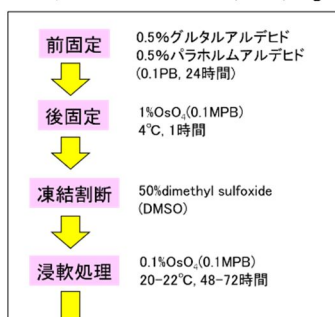 前固定
0.5%グルタルアルデヒド
0.5%パラホルムアルデヒド
(0.1PB, 24時間)
後固定
1%OsO₄(0.1MPB)
4℃, 1時間
凍結割断
50%dimethyl sulfoxide
(DMSO)
浸軟処理
0.1%OsO₄(0.1MPB)
20-22℃, 48-72時間